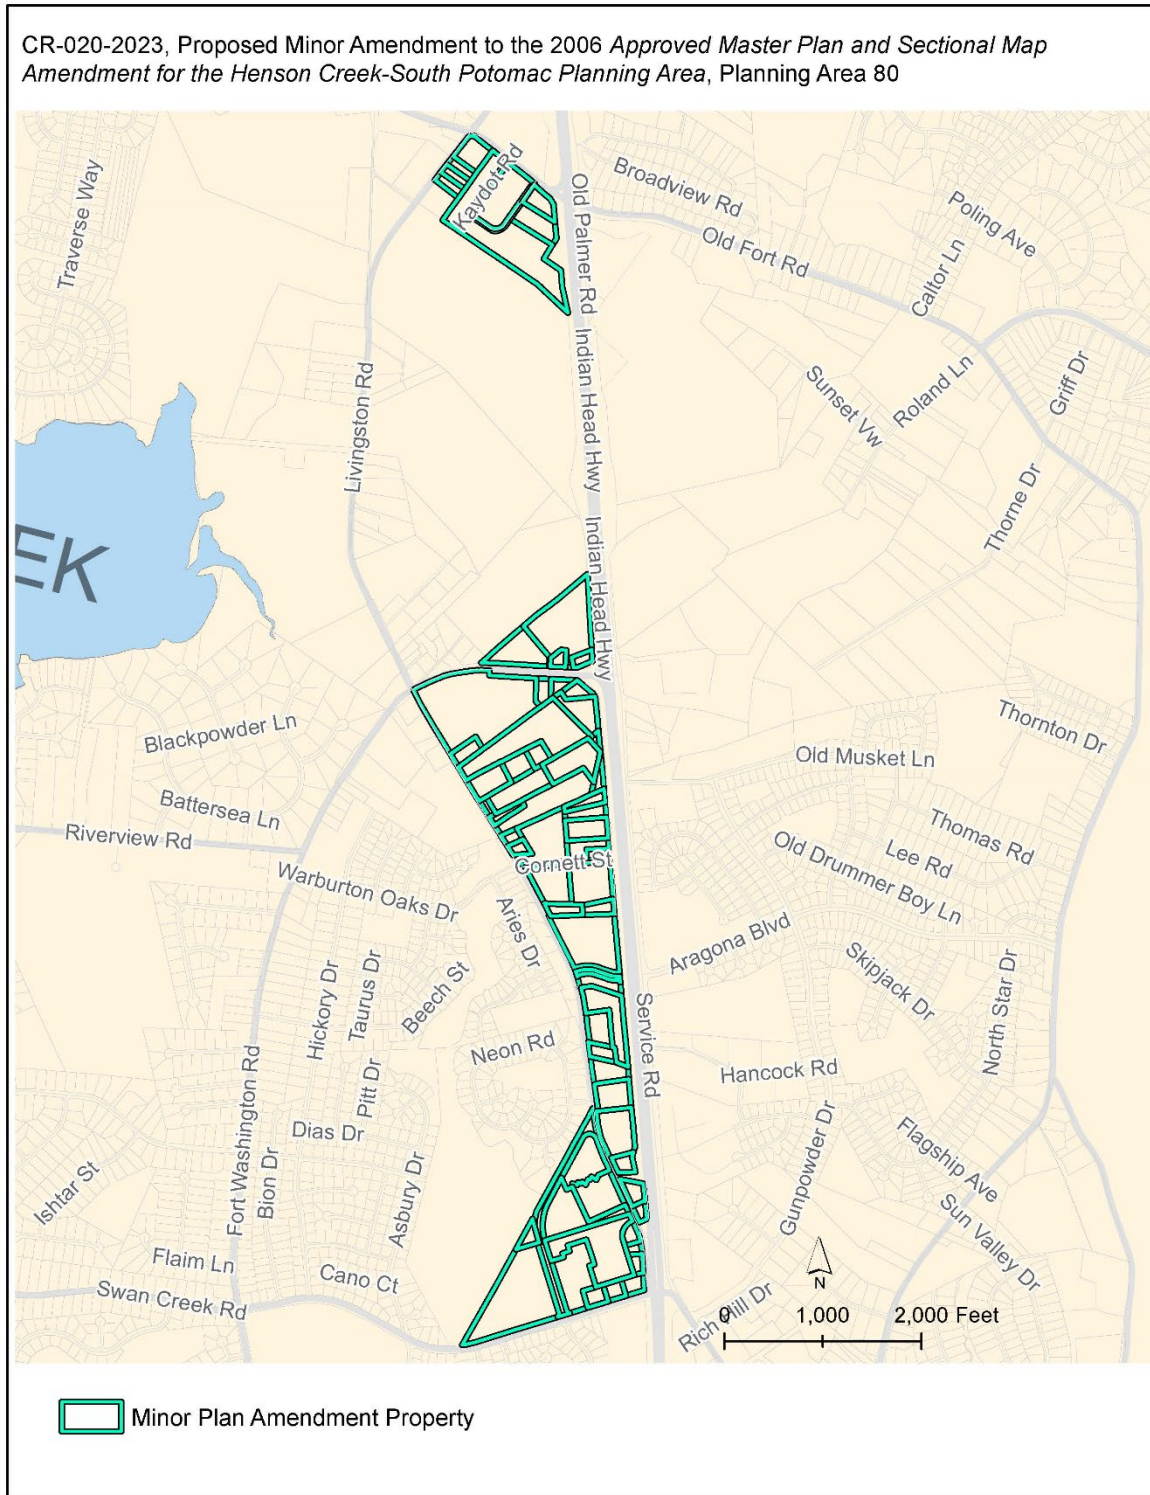 CR-020-2023, Proposed Minor Amendment to the 2006 Approved Master Plan and Sectional Map
Amendment for the Henson Creek-South Potomac Planning Area, Planning Area 80
Kaydot Rd
Traverse Way
Broadview Rd
Poling Ave
Old Palmer Rd
Old Fort Rd
Caltor Ln
Indian Head Hwy
Livingston Rd
Sunset Vw
Roland Ln
Griff Dr
Thorne Dr
EK
Indian Head Hwy
Blackpowder Ln
Thornton Dr
Old Musket Ln
Battersea Ln
Riverview Rd
Thomas Rd
Lee Rd
Old Drummer Boy Ln
Cornett St
Warburton Oaks Dr
Aries Dr
Aragona Blvd
Skipjack Dr
North Star Dr
Hickory Dr
Taurus Dr
Beech St
Neon Rd
Service Rd
Hancock Rd
Fort Washington Rd
Pitt Dr
Dias Dr
Bion Dr
Asbury Dr
Gunpowder Dr
Flagship Ave
Sun Valley Dr
Ishtar St
Flaim Ln
Cano Ct
Swan Creek Rd
Rich Hill Dr
N
0 1,000 2,000 Feet
Minor Plan Amendment Property